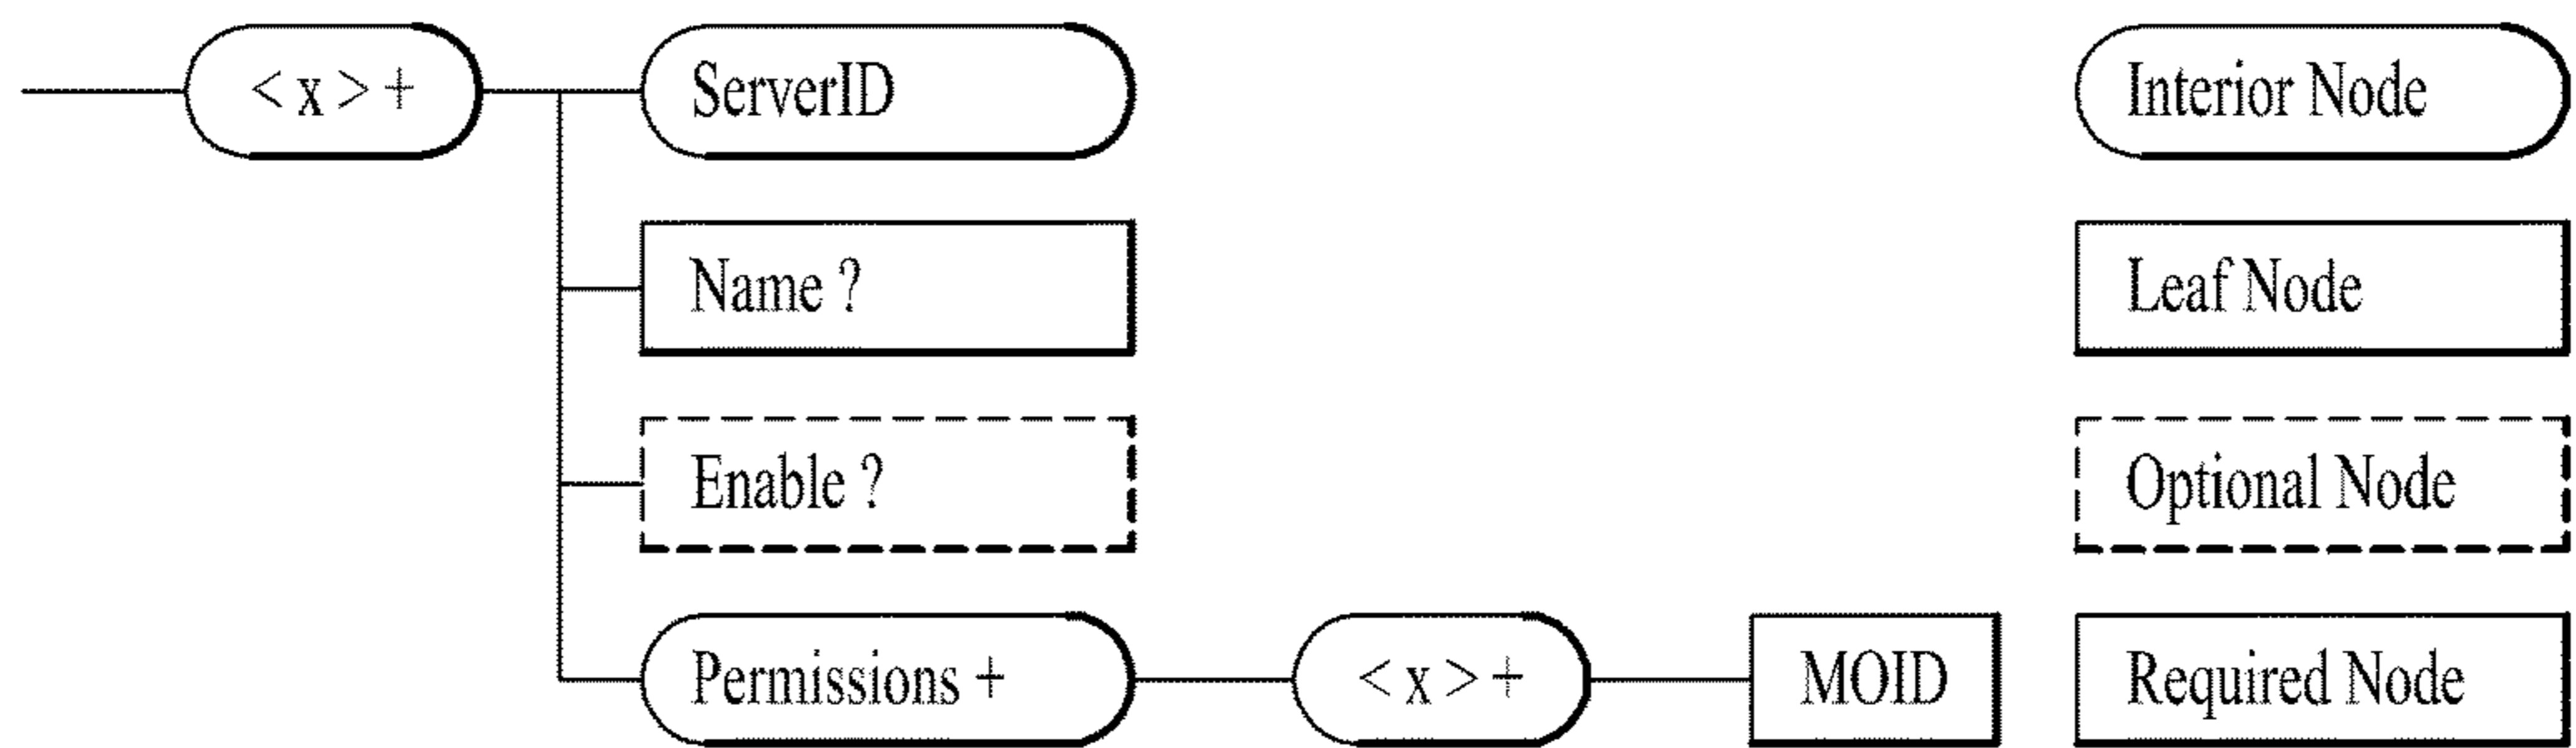 < x > +
ServerID
Interior Node
Name ?
Leaf Node
Enable ?
Optional Node
Permissions +
< x > +
MOID
Required Node